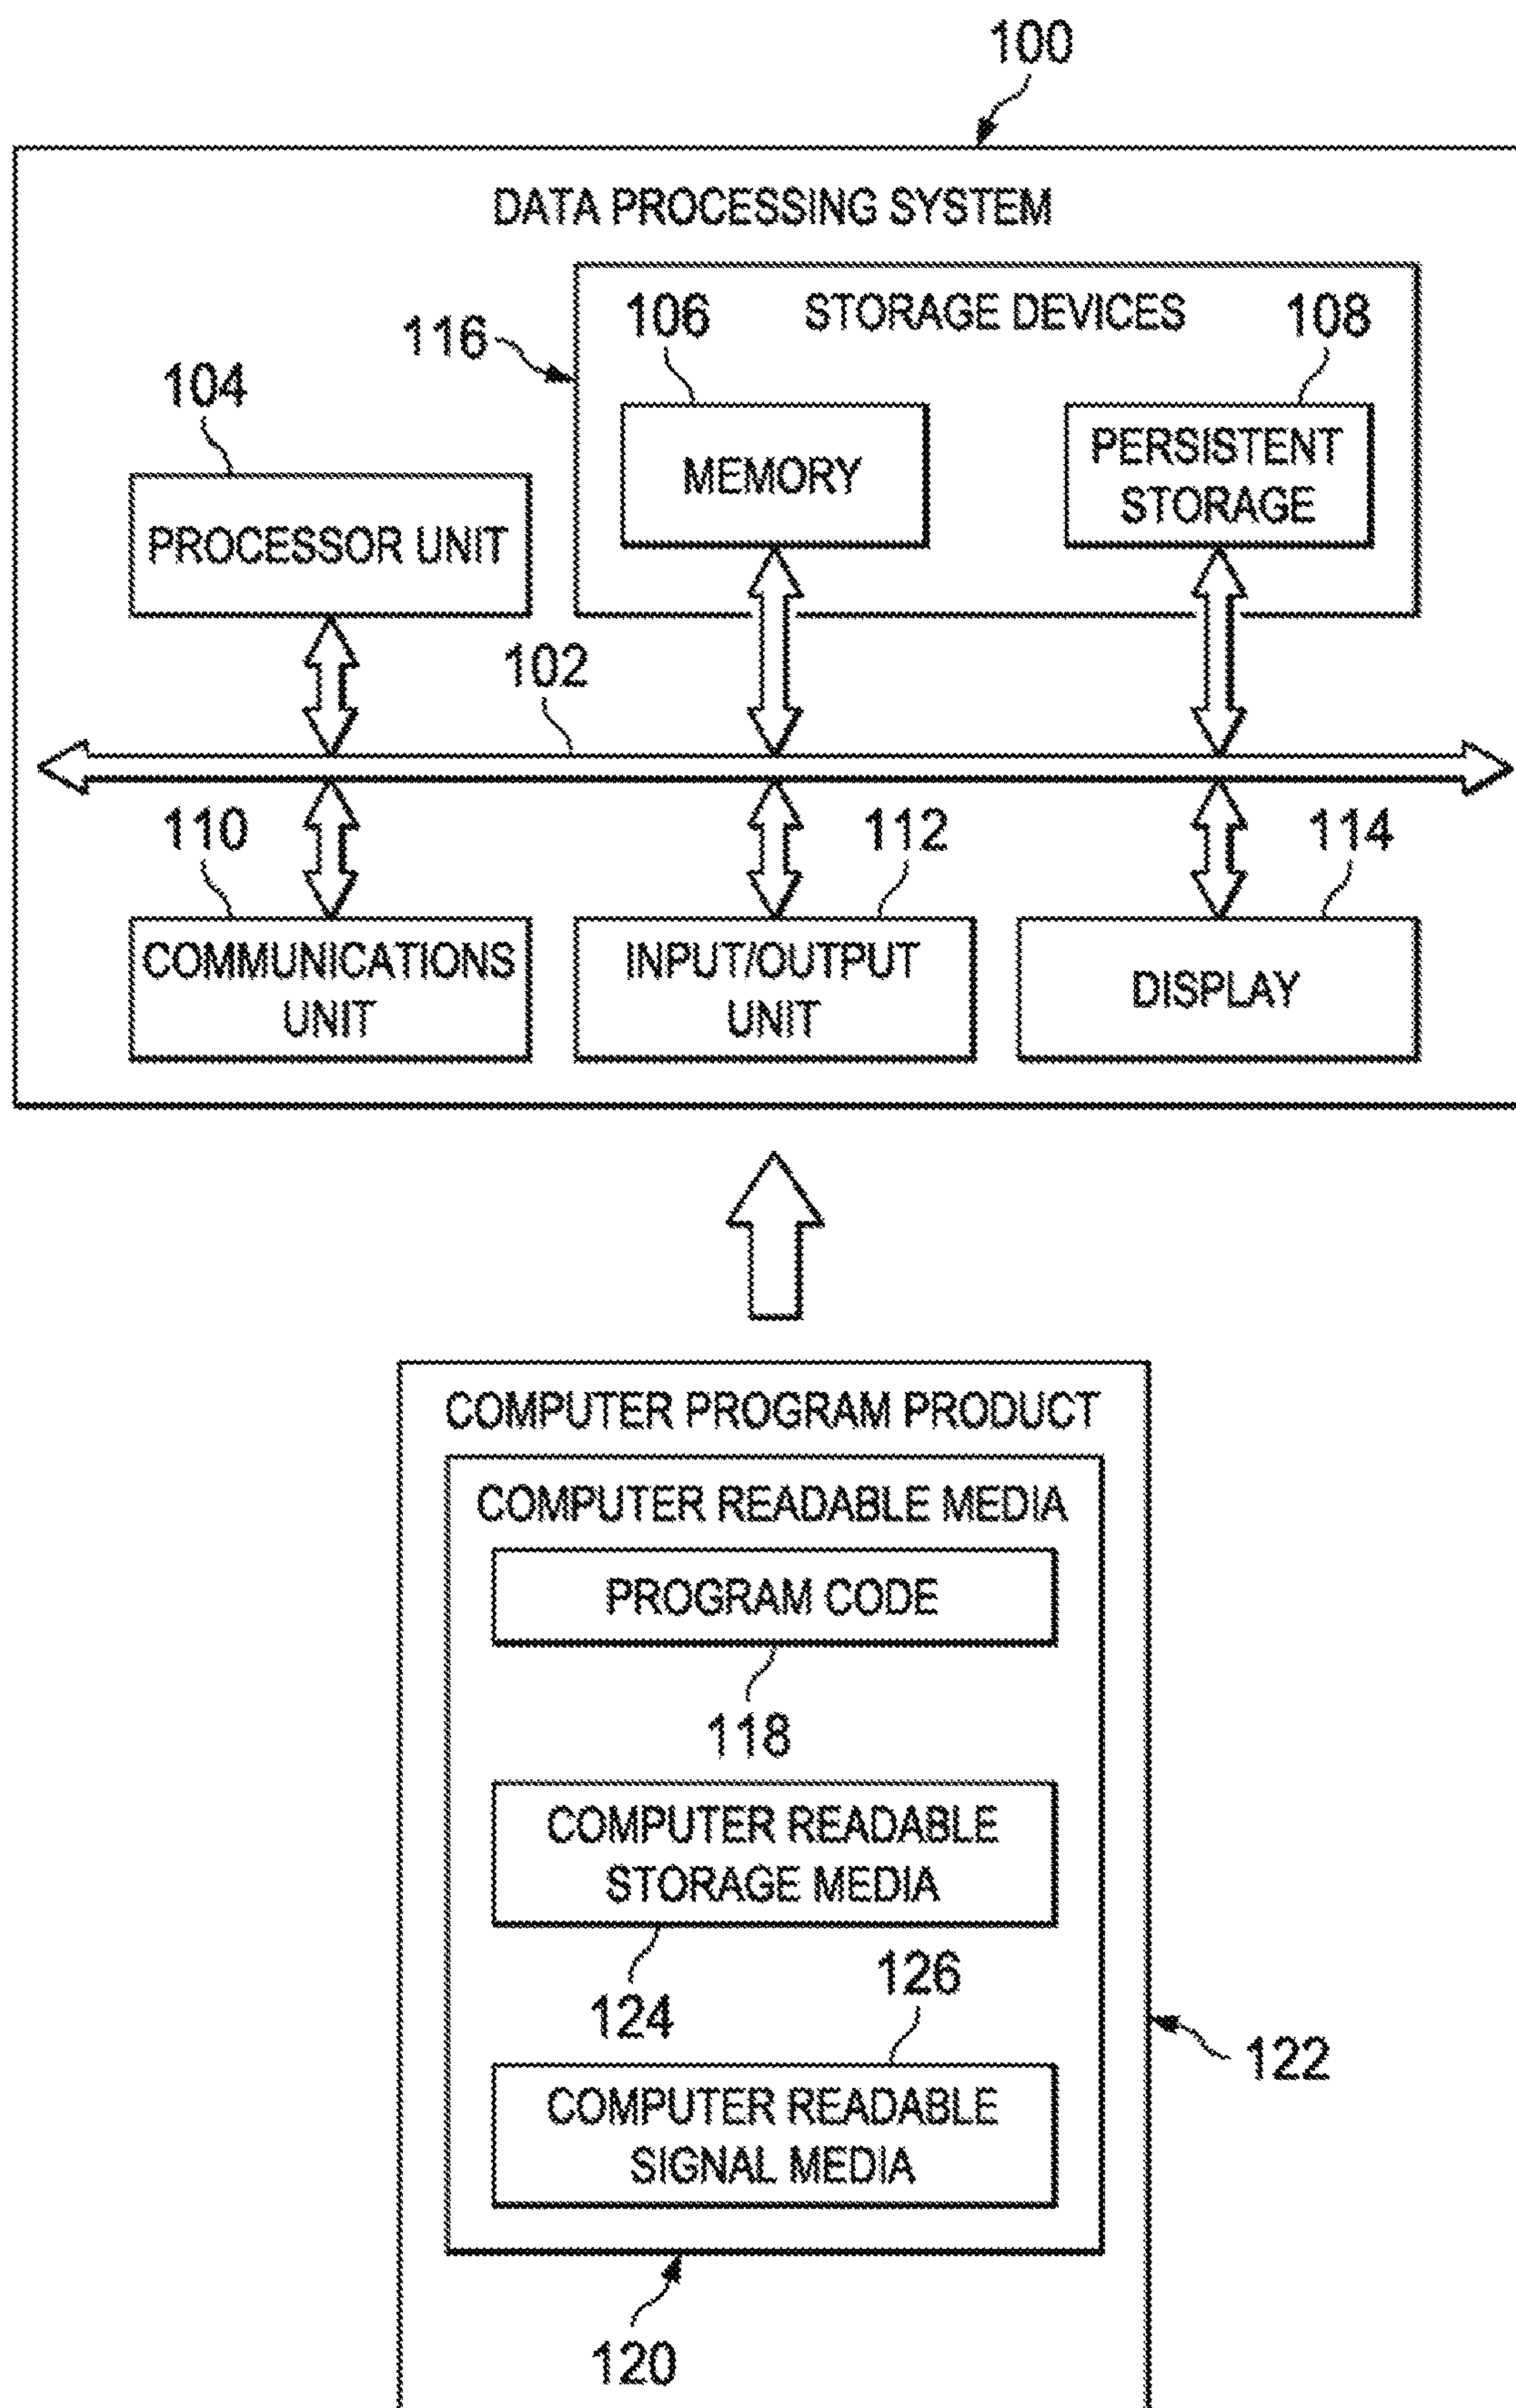 100
DATA PROCESSING SYSTEM
116
106
STORAGE DEVICES
108
104
MEMORY
PERSISTENT
STORAGE
PROCESSOR UNIT
102
110
112
114
COMMUNICATIONS
UNIT
INPUT/OUTPUT
UNIT
DISPLAY
COMPUTER PROGRAM PRODUCT
COMPUTER READABLE MEDIA
PROGRAM CODE
118
COMPUTER READABLE
STORAGE MEDIA
124
126
COMPUTER READABLE
SIGNAL MEDIA
122
120